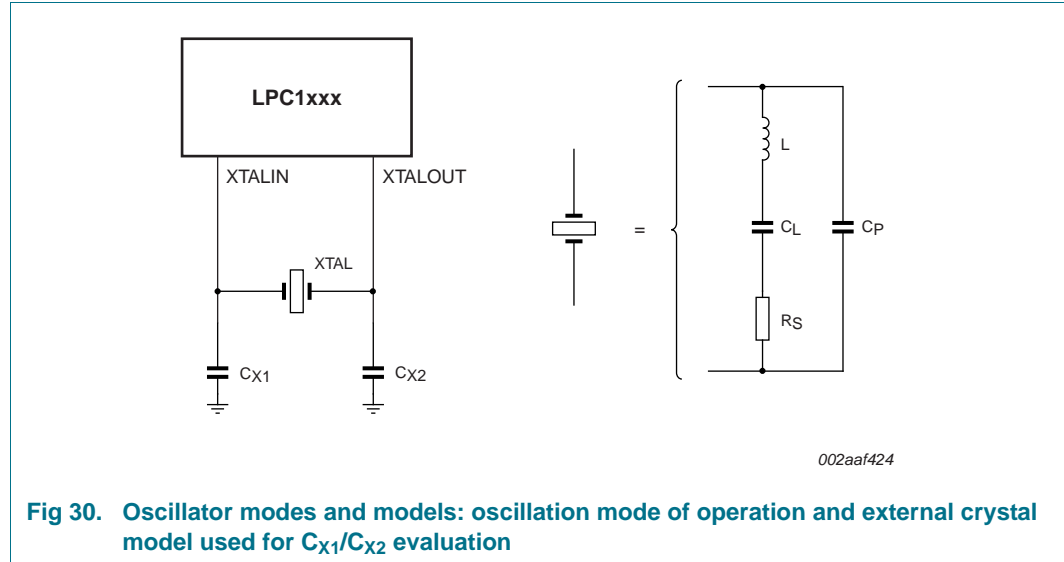 LPC1xxx
XTALIN
XTALOUT
XTAL
CX1
CX2
=
L
CL
CP
RS
002aaf424
Fig 30. Oscillator modes and models: oscillation mode of operation and external crystal
model used for CX1/CX2 evaluation